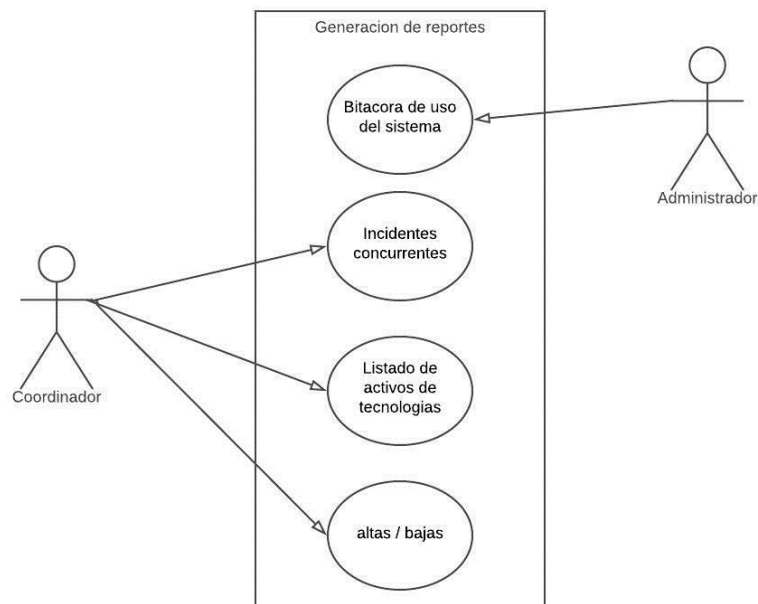 Generacion de reportes
Bitacora de uso
del sistema
Administrador
Incidentes
concurrentes
Coordinador
Listado de
activos de
tecnologias
altas / bajas